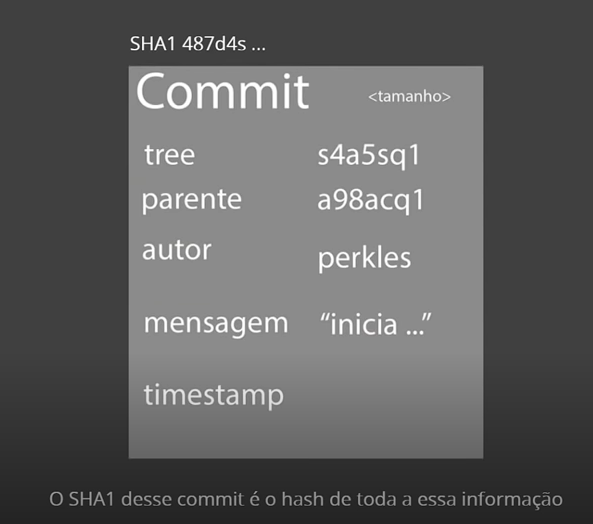 SHA1 487d4s ...
Commit <tamanho>
tree s4a5sq1
parente a98acq1
autor perkles
mensagem “inicia ...”
timestamp
O SHA1 desse commit é o hash de toda a essa informação